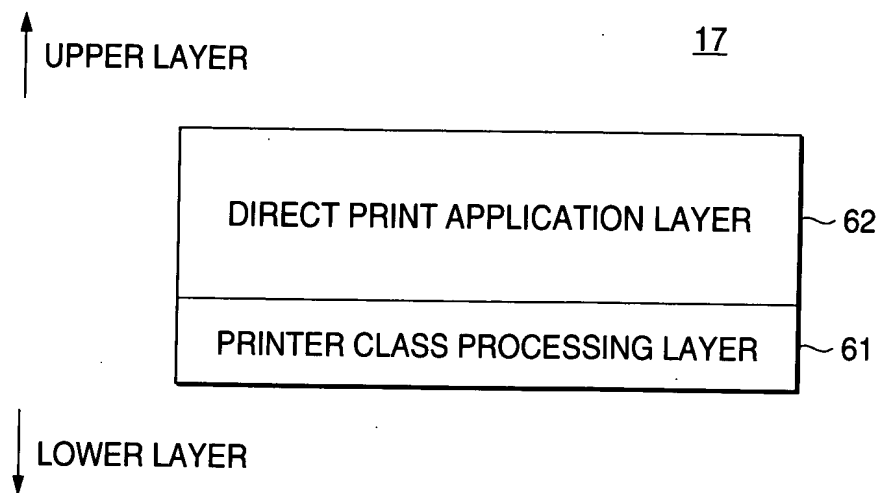 UPPER LAYER
17
DIRECT PRINT APPLICATION LAYER
62
PRINTER CLASS PROCESSING LAYER
61
LOWER LAYER